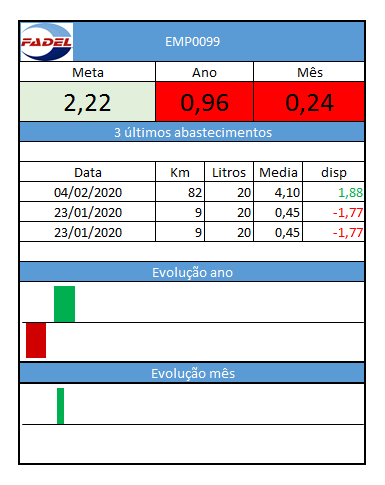 FADEL
EMP0099
Meta Ano Mês
2,22 0,96 0,24
3 últimos abastecimentos
Data Km Litros Media disp
04/02/2020 82 20 4,10 1,88
23/01/2020 9 20 0,45 -1,77
23/01/2020 9 20 0,45 -1,77
Evolução ano
Evolução mês